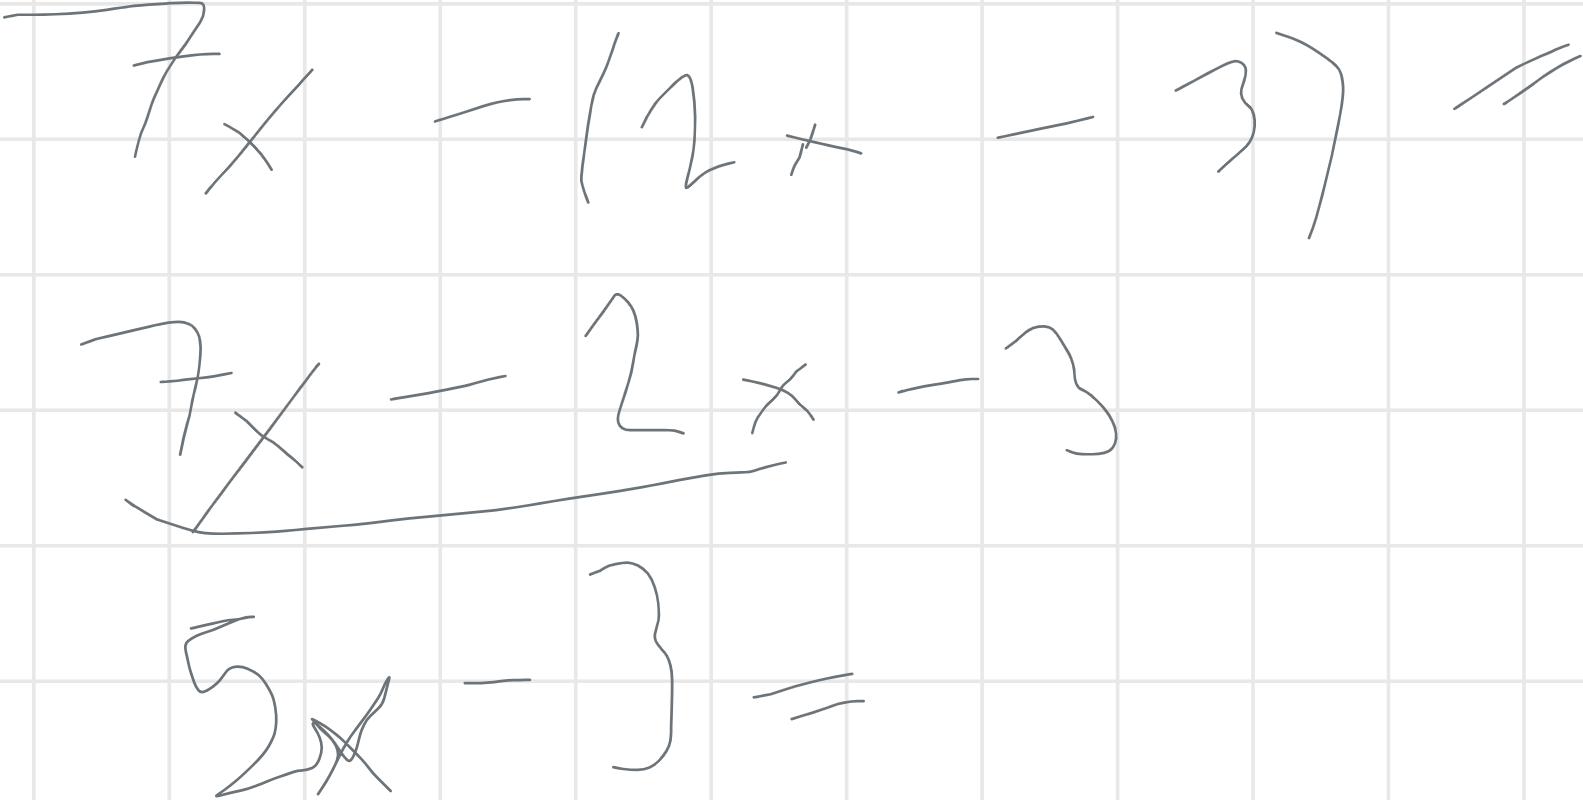 7x - (2x - 3) =
7x - 2x - 3
5x - 3 =